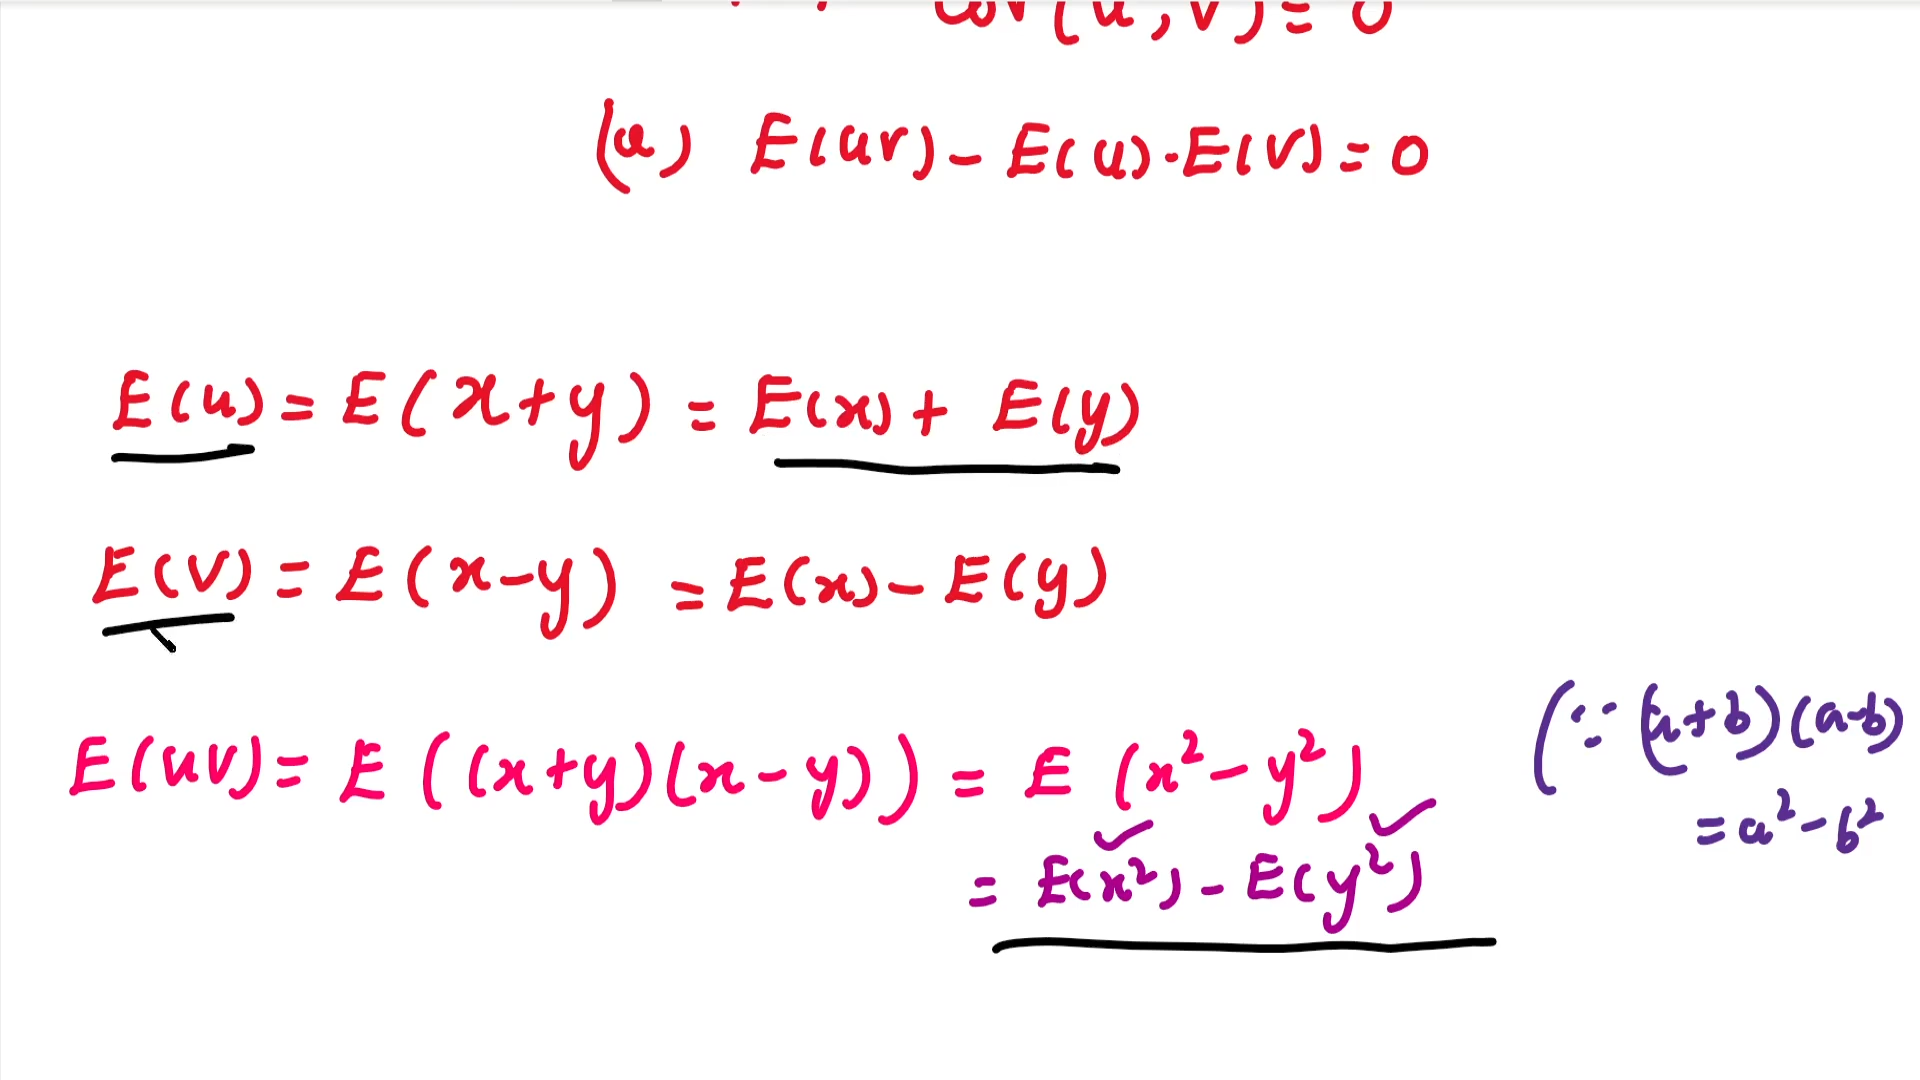 cov(u,v)=0
(a) E(uv)-E(u)·E(v)=0
E(u)=E(x+y)=E(x)+E(y)
E(v)=E(x-y)=E(x)-E(y)
E(uv)=E((x+y)(x-y))=E(x²-y²)
(∵ (a+b)(a-b)
=a²-b²
=E(x²)-E(y²)